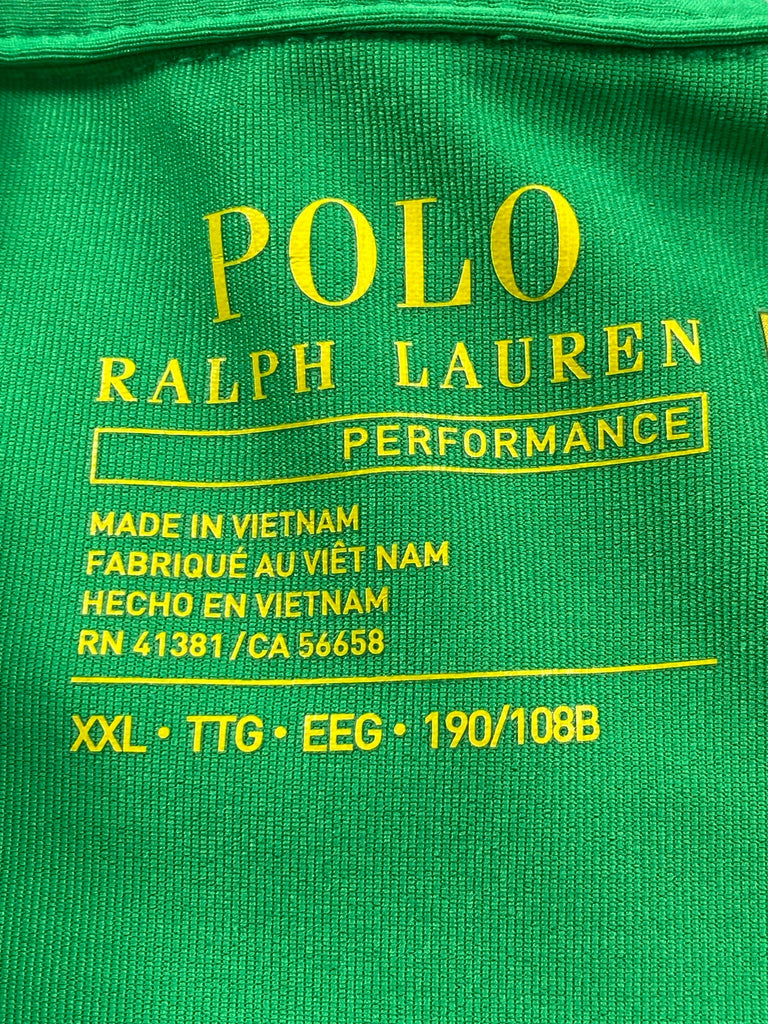 POLO
RALPH LAUREN
PERFORMANCE
MADE IN VIETNAM
FABRIQUÉ AU VIÊT NAM
HECHO EN VIETNAM
RN 41381/CA 56658
XXL • TTG • EEG • 190/108B